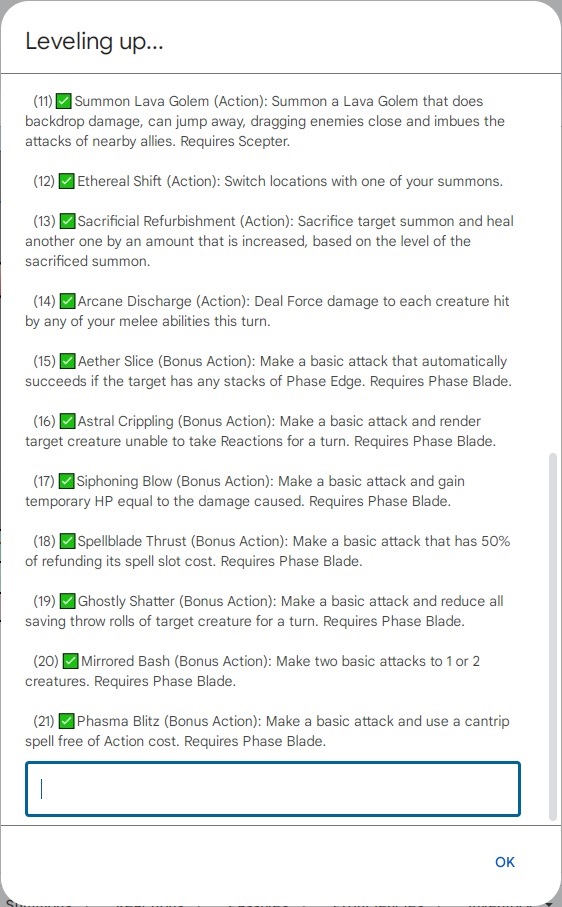 Leveling up...
(11) ✅ Summon Lava Golem (Action): Summon a Lava Golem that does
backdrop damage, can jump away, dragging enemies close and imbues the
attacks of nearby allies. Requires Scepter.
(12) ✅ Ethereal Shift (Action): Switch locations with one of your summons.
(13) ✅ Sacrificial Refurbishment (Action): Sacrifice target summon and heal
another one by an amount that is increased, based on the level of the
sacrificed summon.
(14) ✅ Arcane Discharge (Action): Deal Force damage to each creature hit
by any of your melee abilities this turn.
(15) ✅ Aether Slice (Bonus Action): Make a basic attack that automatically
succeeds if the target has any stacks of Phase Edge. Requires Phase Blade.
(16) ✅ Astral Crippling (Bonus Action): Make a basic attack and render
target creature unable to take Reactions for a turn. Requires Phase Blade.
(17) ✅ Siphoning Blow (Bonus Action): Make a basic attack and gain
temporary HP equal to the damage caused. Requires Phase Blade.
(18) ✅ Spellblade Thrust (Bonus Action): Make a basic attack that has 50%
of refunding its spell slot cost. Requires Phase Blade.
(19) ✅ Ghostly Shatter (Bonus Action): Make a basic attack and reduce all
saving throw rolls of target creature for a turn. Requires Phase Blade.
(20) ✅ Mirrored Bash (Bonus Action): Make two basic attacks to 1 or 2
creatures. Requires Phase Blade.
(21) ✅ Phasma Blitz (Bonus Action): Make a basic attack and use a cantrip
spell free of Action cost. Requires Phase Blade.
OK